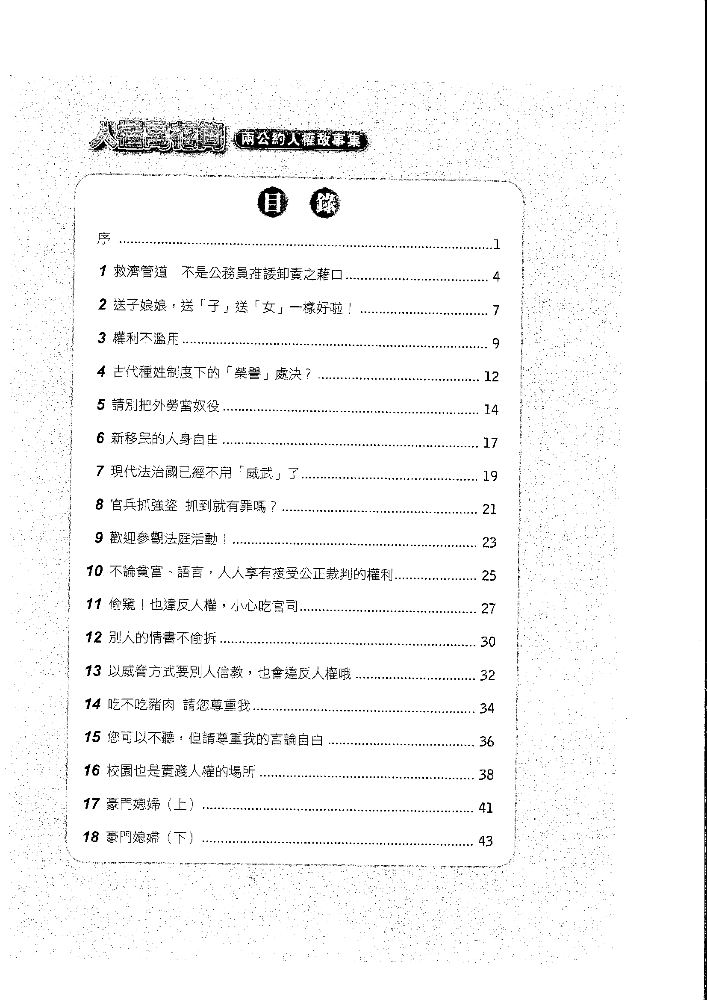 人權萬花筒 兩公約人權故事集
目 錄
序 ........................................1
1 救濟管道 不是公務員推諉卸責之藉口........................................ 4
2 送子娘娘，送「子」送「女」一樣好啦！ ........................................ 7
3 權利不濫用........................................ 9
4 古代種姓制度下的「榮譽」處決？ ........................................ 12
5 請別把外勞當奴役........................................ 14
6 新移民的人身自由........................................ 17
7 現代法治國已經不用「威武」了........................................ 19
8 官兵抓強盜 抓到就有罪嗎？ ........................................ 21
9 歡迎參觀法庭活動！ ........................................ 23
10 不論貧富、語言，人人享有接受公正裁判的權利........................................ 25
11 偷窺！也違反人權，小心吃官司........................................ 27
12 別人的情書不偷拆........................................ 30
13 以威脅方式要別人信教，也會違反人權哦........................................ 32
14 吃不吃豬肉 請您尊重我........................................ 34
15 您可以不聽，但請尊重我的言論自由........................................ 36
16 校園也是實踐人權的場所........................................ 38
17 豪門媳婦（上）........................................ 41
18 豪門媳婦（下）........................................ 43